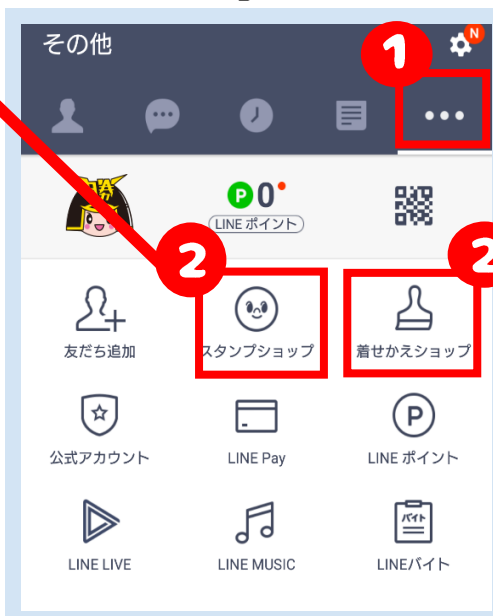 その他
N
1
P 0
LINE ポイント
2
2
友だち追加
スタンプショップ
着せかえショップ
公式アカウント
LINE Pay
P
LINE ポイント
バイト
LINE LIVE
LINE MUSIC
LINEバイト